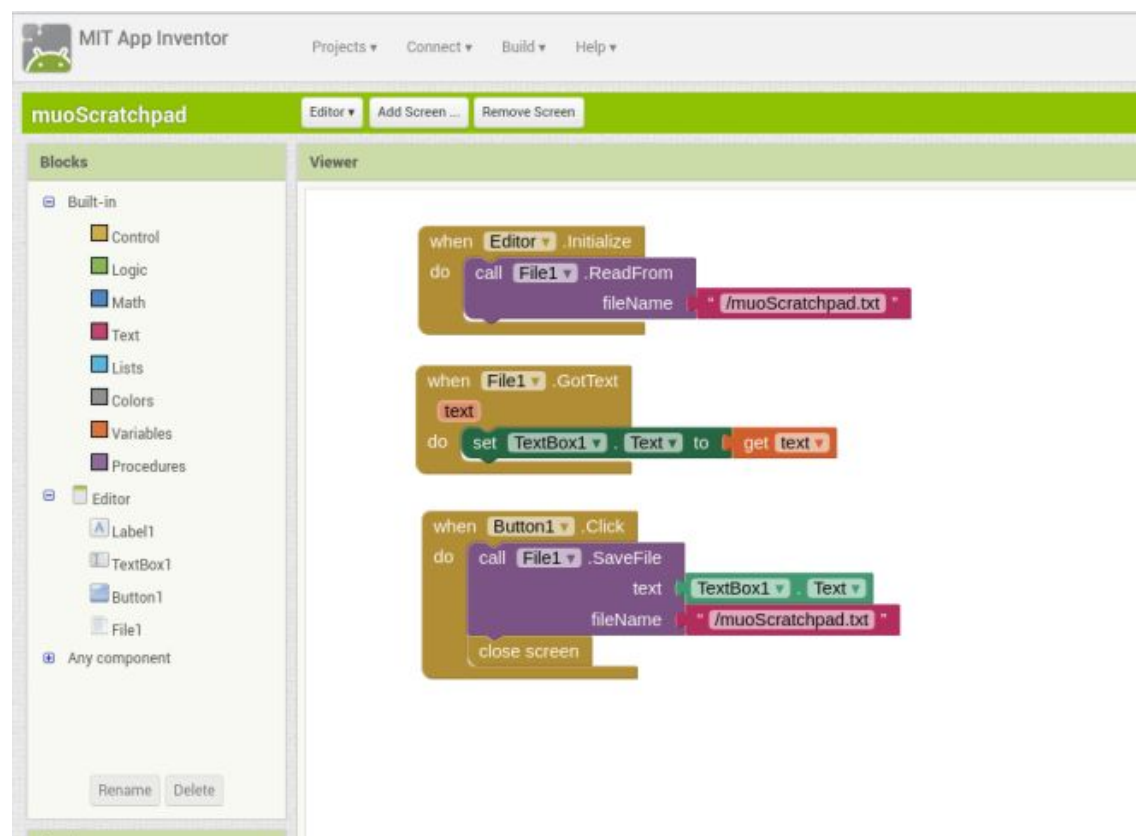 MIT App Inventor
Projects Connect Build Help
muoScratchpad
Editor Add Screen ... Remove Screen
Blocks
Built-in
Control
Logic
Math
Text
Lists
Colors
Variables
Procedures
Editor
Label1
TextBox1
Button1
File1
Any component
Rename Delete
Viewer
when Editor .Initialize
do call File1 .ReadFrom
fileName " /muoScratchpad.txt "
when File1 .GotText
text
do set TextBox1 . Text to get text
when Button1 .Click
do call File1 .SaveFile
text TextBox1 . Text
fileName " /muoScratchpad.txt "
close screen